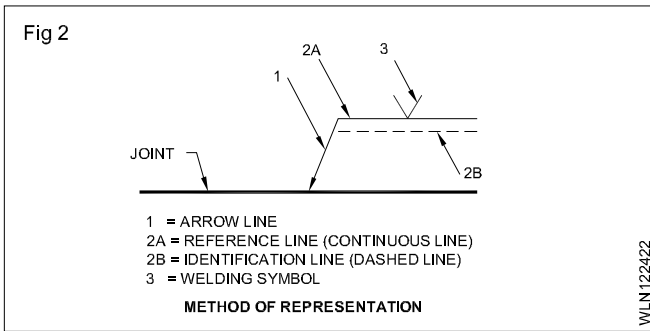 Fig 2
2A
3
1
JOINT
2B
1 = ARROW LINE
2A = REFERENCE LINE (CONTINUOUS LINE)
2B = IDENTIFICATION LINE (DASHED LINE)
3 = WELDING SYMBOL
METHOD OF REPRESENTATION
WLN122422